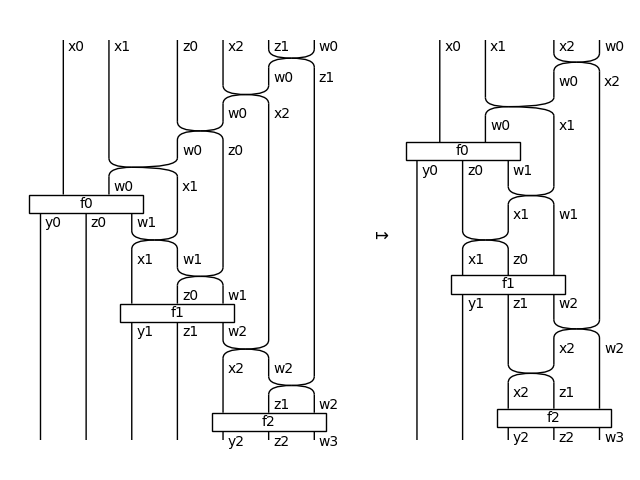 x0 x1 z0 x2 z1 w0
w0 z1
w0 x2
w0 z0
w0 x1
f0
y0 z0 w1
x1 w1
z0 w1
f1
y1 z1 w2
x2 w2
z1 w2
f2
y2 z2 w3
↦
x0 x1 x2 w0
w0 x2
w0 x1
f0
y0 z0 w1
x1 w1
x1 z0
f1
y1 z1 w2
x2 w2
x2 z1
f2
y2 z2 w3